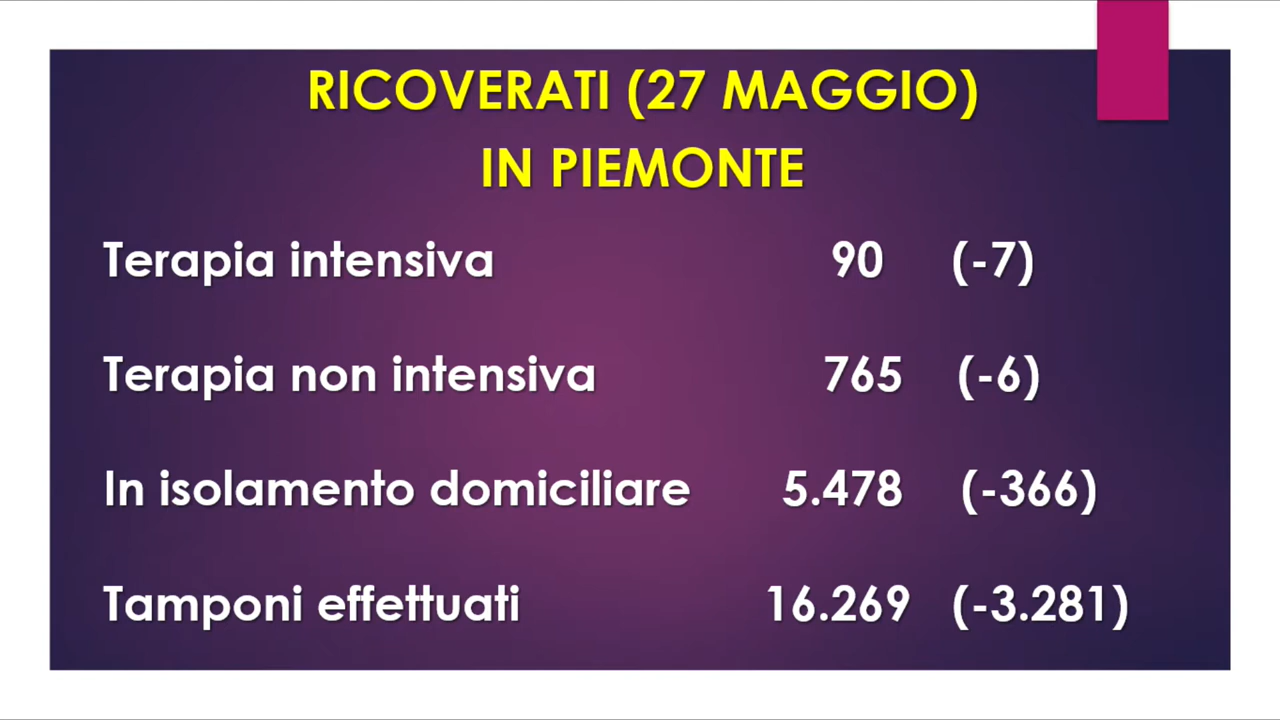 RICOVERATI (27 MAGGIO)
IN PIEMONTE
Terapia intensiva 90 (-7)
Terapia non intensiva 765 (-6)
In isolamento domiciliare 5.478 (-366)
Tamponi effettuati 16.269 (-3.281)